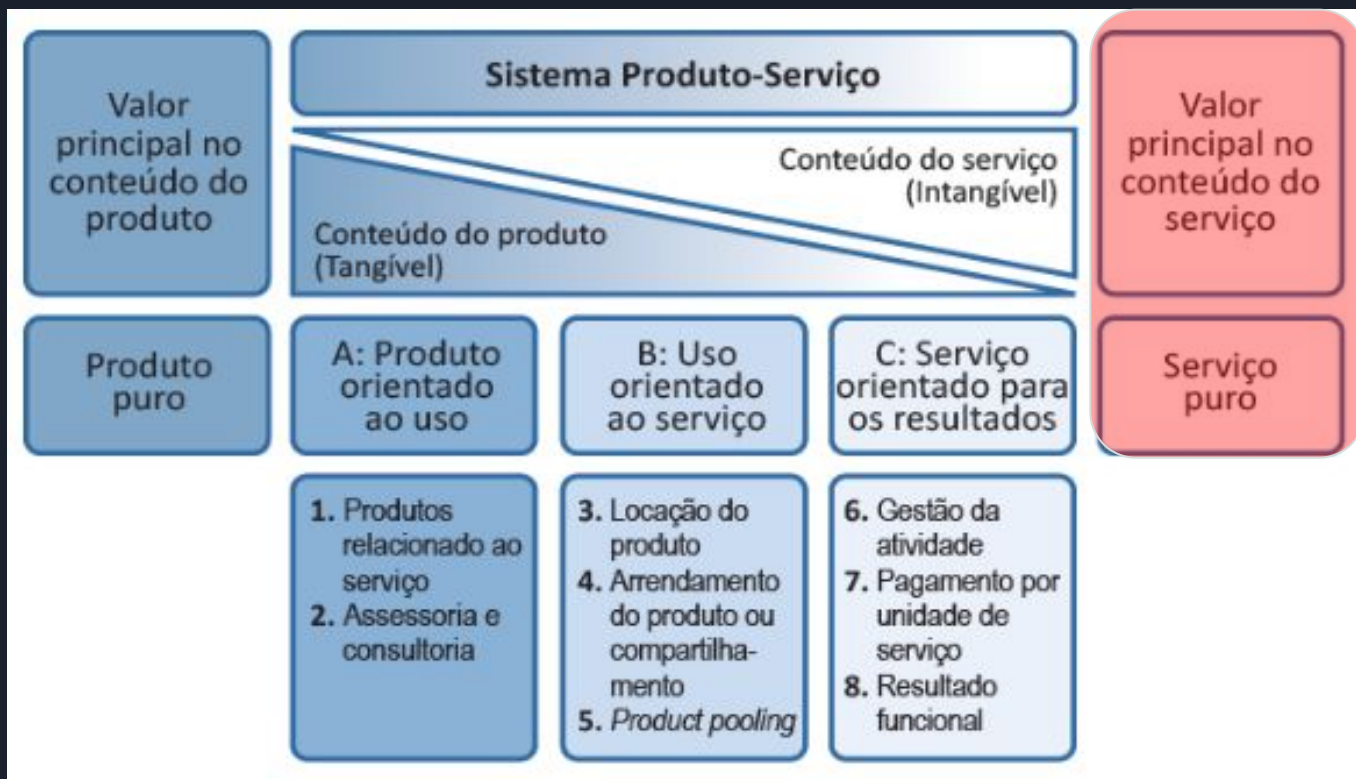 Valor
principal no
conteúdo do
produto
Sistema Produto-Serviço
Conteúdo do serviço
(Intangível)
Conteúdo do produto
(Tangível)
Valor
principal no
conteúdo do
serviço
Produto
puro
A: Produto
orientado
ao uso
B: Uso
orientado
ao serviço
C: Serviço
orientado para
os resultados
Serviço
puro
1. Produtos
relacionado ao
serviço
2. Assessoria e
consultoria
3. Locação do
produto
4. Arrendamento
do produto ou
compartilha-
mento
5. Product pooling
6. Gestão da
atividade
7. Pagamento por
unidade de
serviço
8. Resultado
funcional